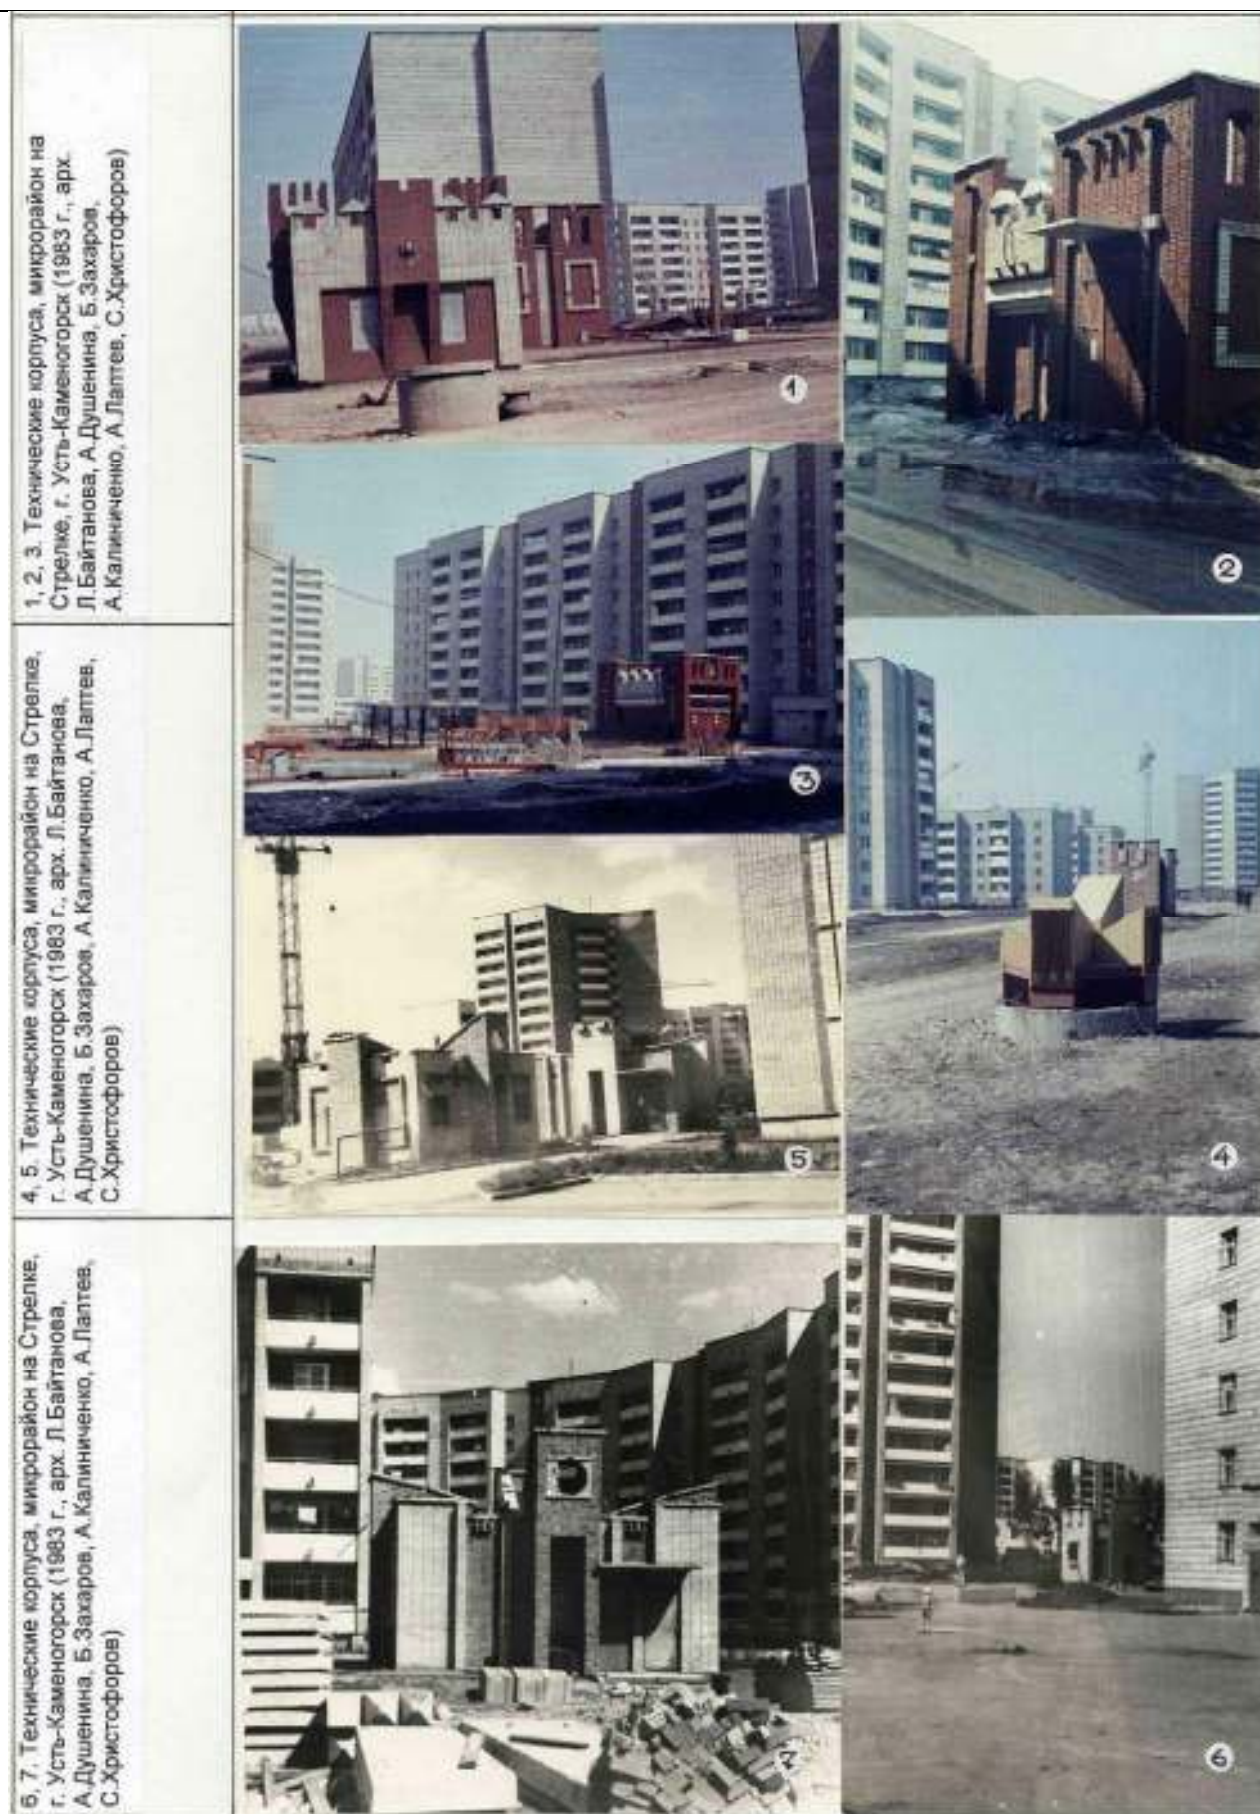 1, 2, 3. Технические корпуса, микрорайон на
Стрелке, г. Усть-Каменогорск (1983 г., арх.
Л.Байтанова, А.Душенина, Б.Захаров,
А.Калиниченко, А.Лаптев, С.Христофоров)
4, 5. Технические корпуса, микрорайон на Стрелке,
г. Усть-Каменогорск (1983 г., арх. Л.Байтанова,
А.Душенина, Б.Захаров, А.Калиниченко, А.Лаптев,
С.Христофоров)
6, 7. Технические корпуса, микрорайон на Стрелке,
г. Усть-Каменогорск (1983 г., арх. Л.Байтанова,
А.Душенина, Б.Захаров, А.Калиниченко, А.Лаптев,
С.Христофоров)
1
2
3
4
5
6
7